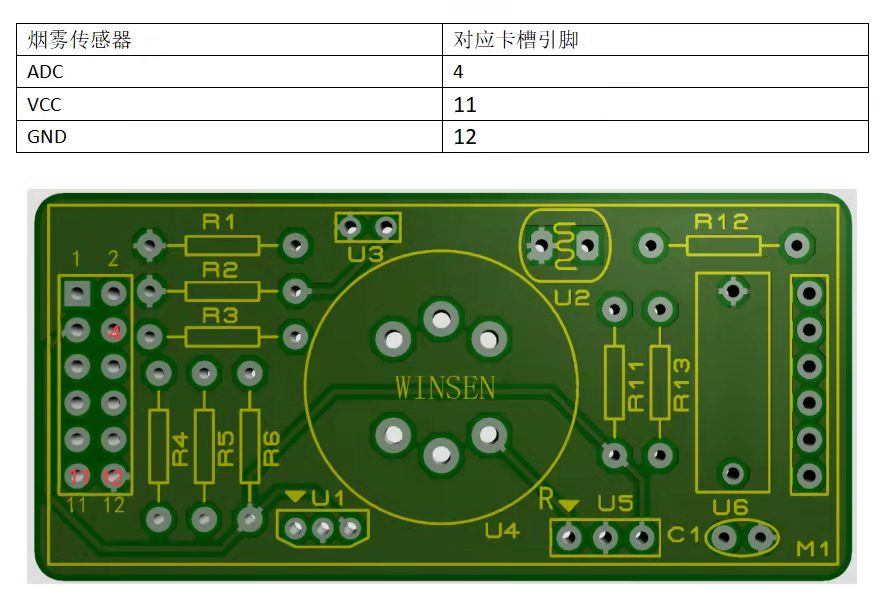 烟雾传感器 对应卡槽引脚
ADC 4
VCC 11
GND 12
R1
R12
U3
1 2
R2
U2
R3
4
WINSEN
R11
R13
R4
R5
R6
11 12
11 12
U1
R
U5
U6
U4
C1
M1